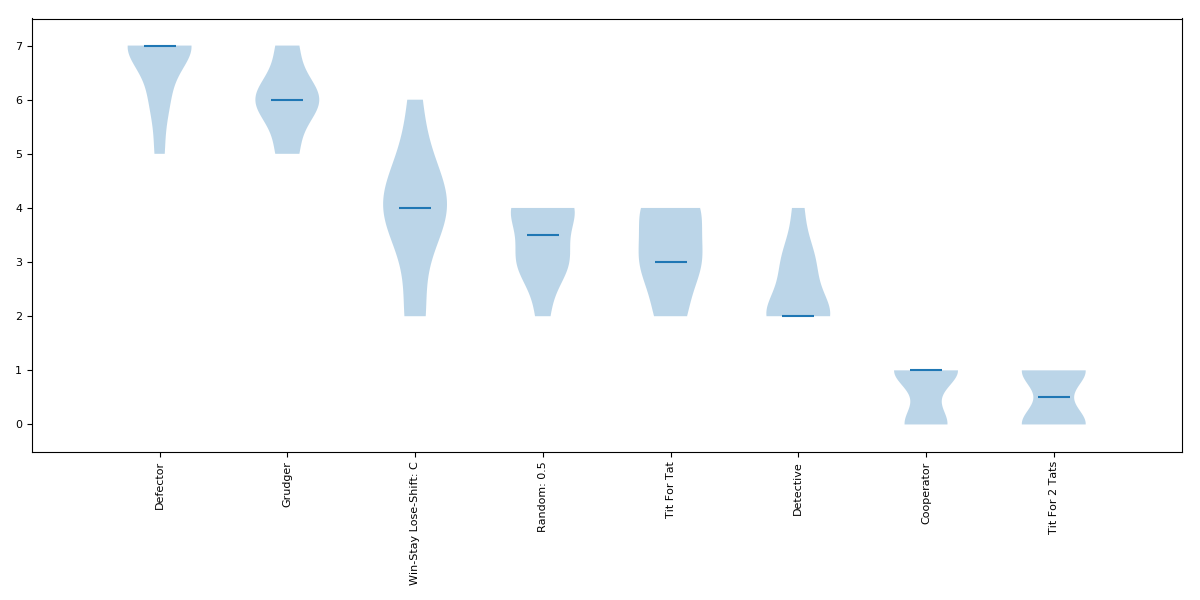 7
6
5
4
3
2
1
0
Defector
Grudger
Win-Stay Lose-Shift: C
Random: 0.5
Tit For Tat
Detective
Cooperator
Tit For 2 Tats